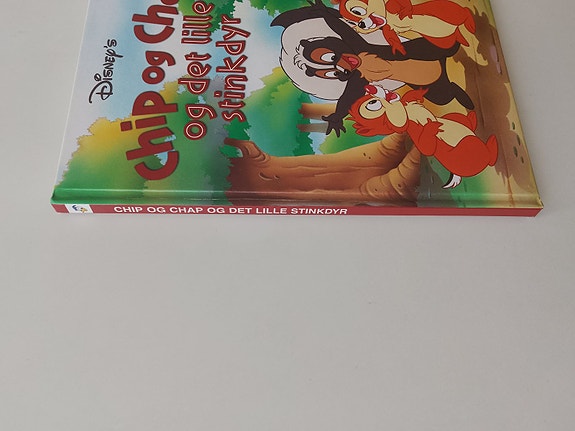 DISNEY'S
Chip og Cha
og det lille
stinkdyr
CHIP OG CHAP OG DET LILLE STINKDYR